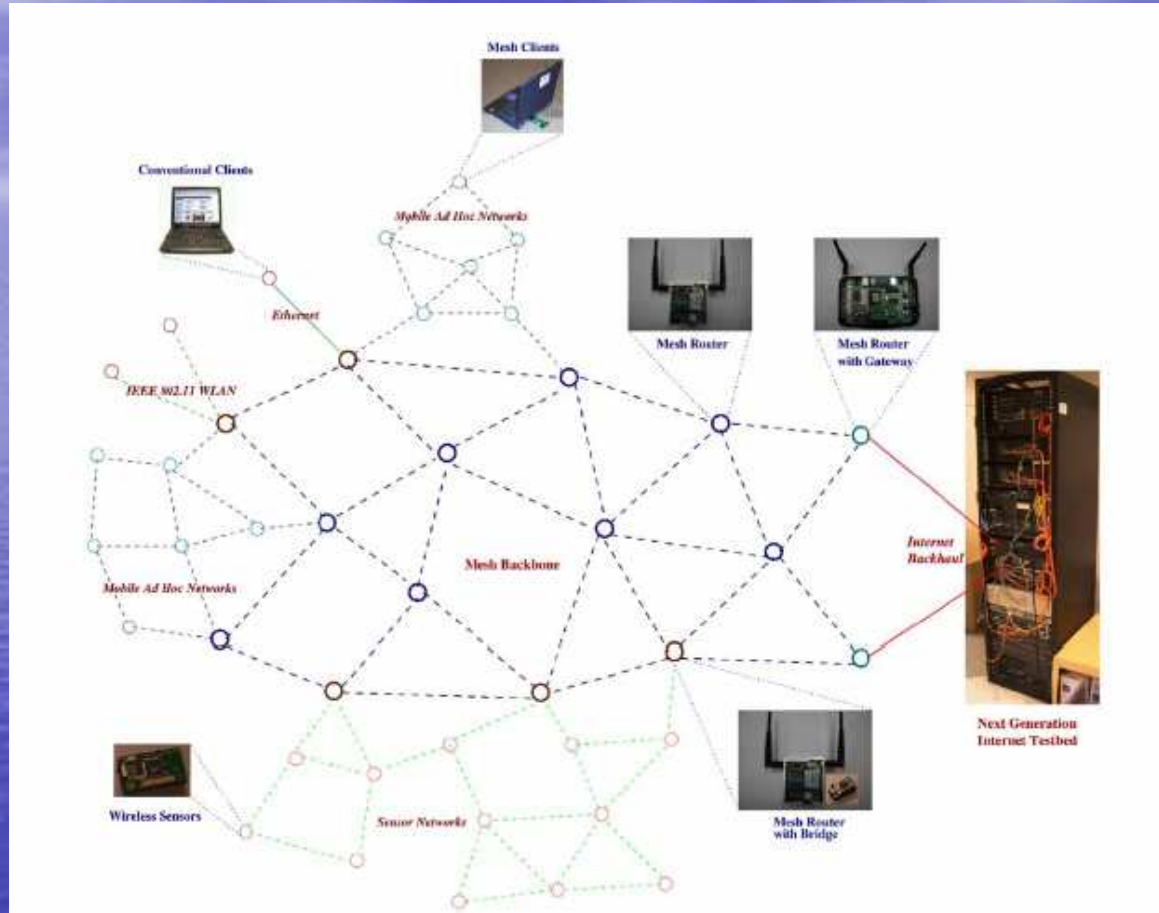 Mesh Clients
Conventional Clients
Mobile Ad Hoc Networks
Ethernet
Mesh Router
Mesh Router
with Gateway
IEEE 802.11 WLAN
Internet
Backhaul
Mesh Backbone
Mobile Ad Hoc Networks
Next Generation
Internet Testbed
Wireless Sensors
Sensor Networks
Mesh Router
with Bridge